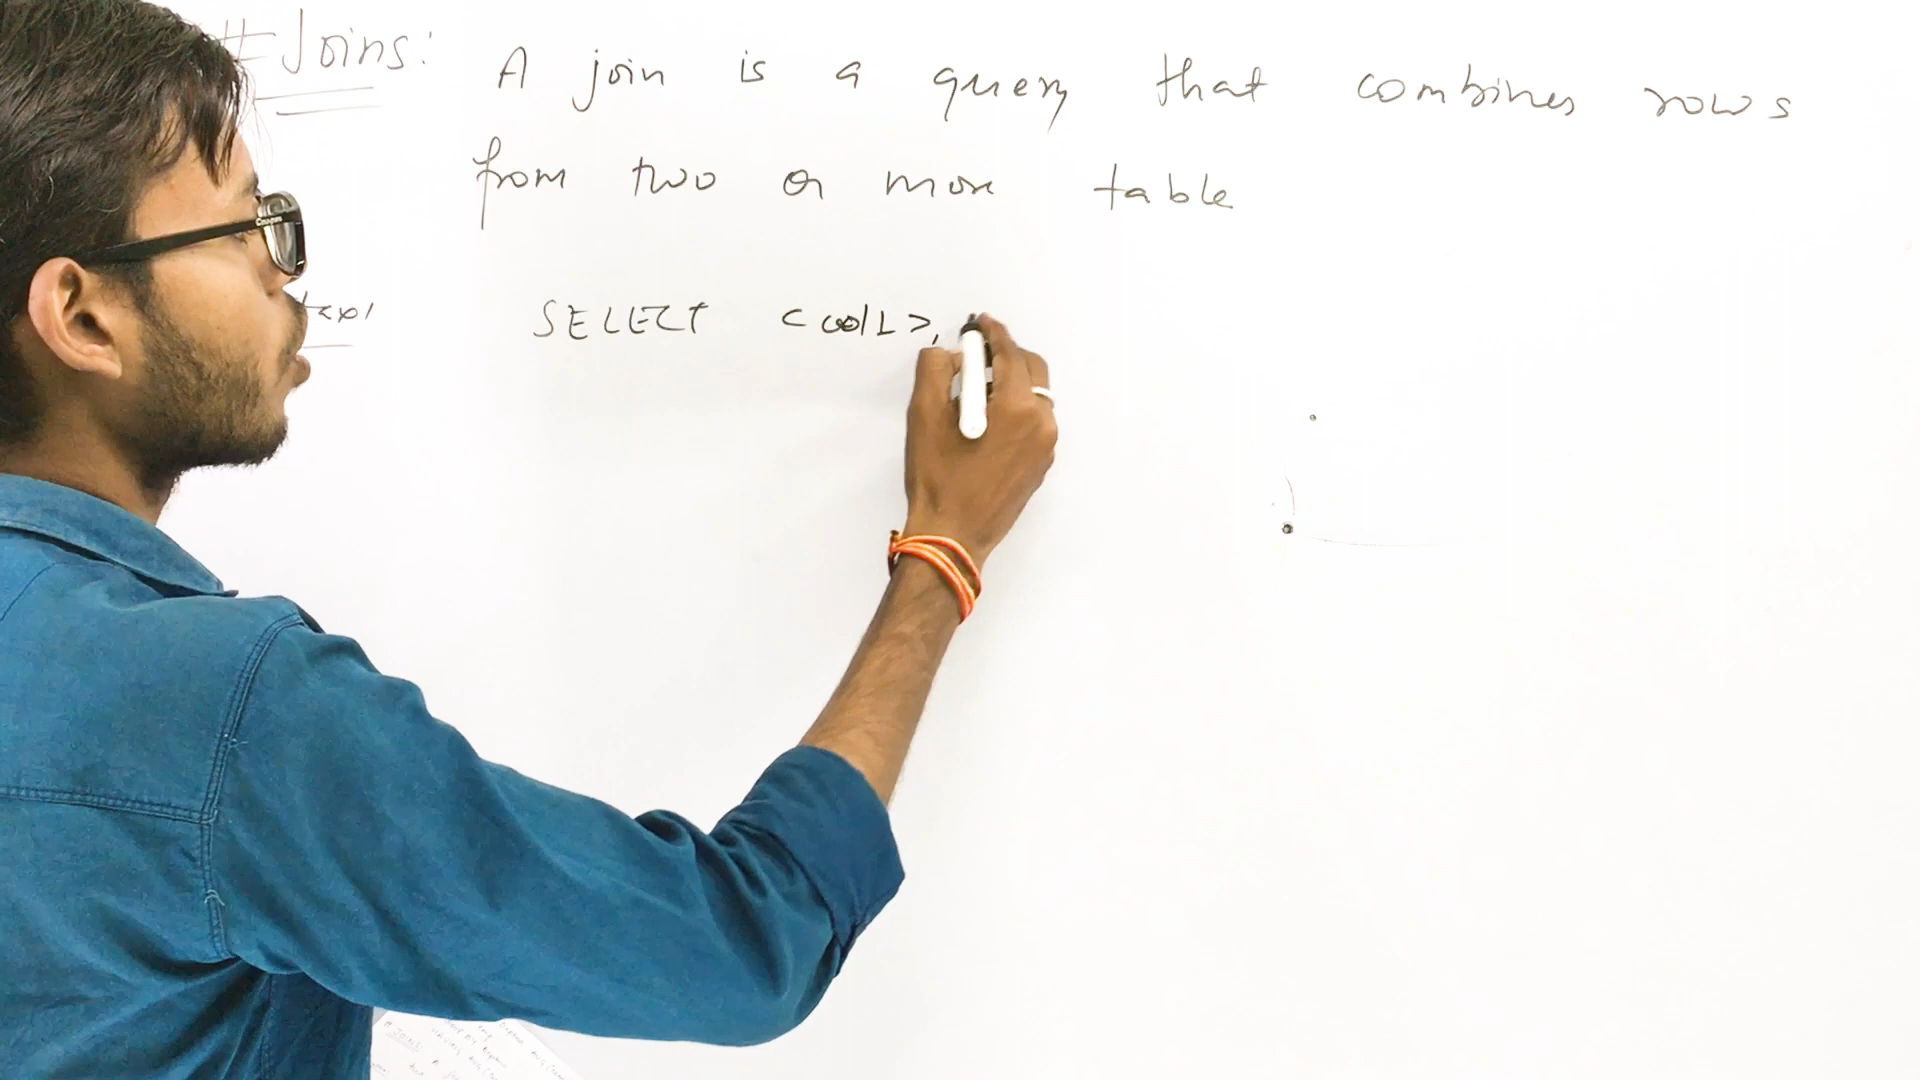 # Joins: A join is a query that combines rows
from two or more table
SELECT <col1>,